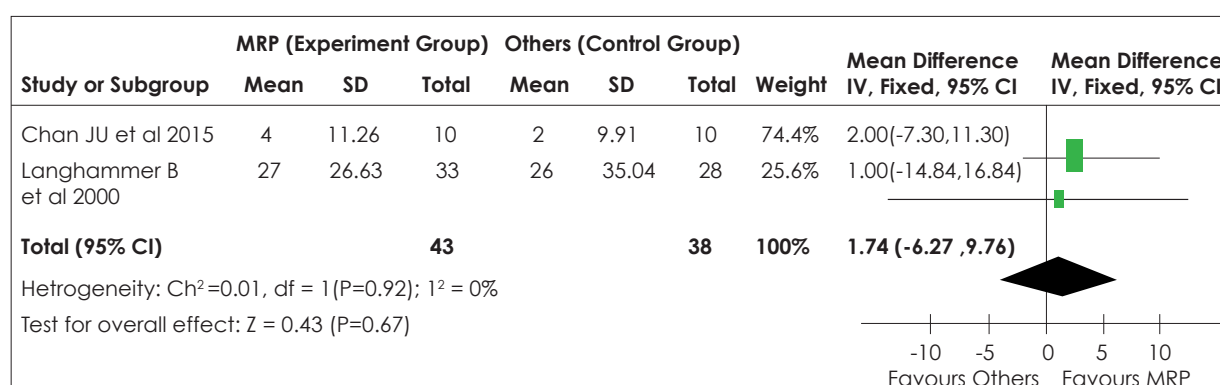 MRP (Experiment Group) Others (Control Group) Mean Difference Mean Difference
Study or Subgroup Mean SD Total Mean SD Total Weight IV, Fixed, 95% CI IV, Fixed, 95% CI
Chan JU et al 2015 4 11.26 10 2 9.91 10 74.4% 2.00(-7.30,11.30)
Langhammer B 27 26.63 33 26 35.04 28 25.6% 1.00(-14.84,16.84)
et al 2000
Total (95% CI) 43 38 100% 1.74 (-6.27 ,9.76)
Hetrogeneity: Ch²=0.01, df = 1(P=0.92); 1² = 0%
Test for overall effect: Z = 0.43 (P=0.67)
-10 -5 0 5 10
Favours Others Favours MRP